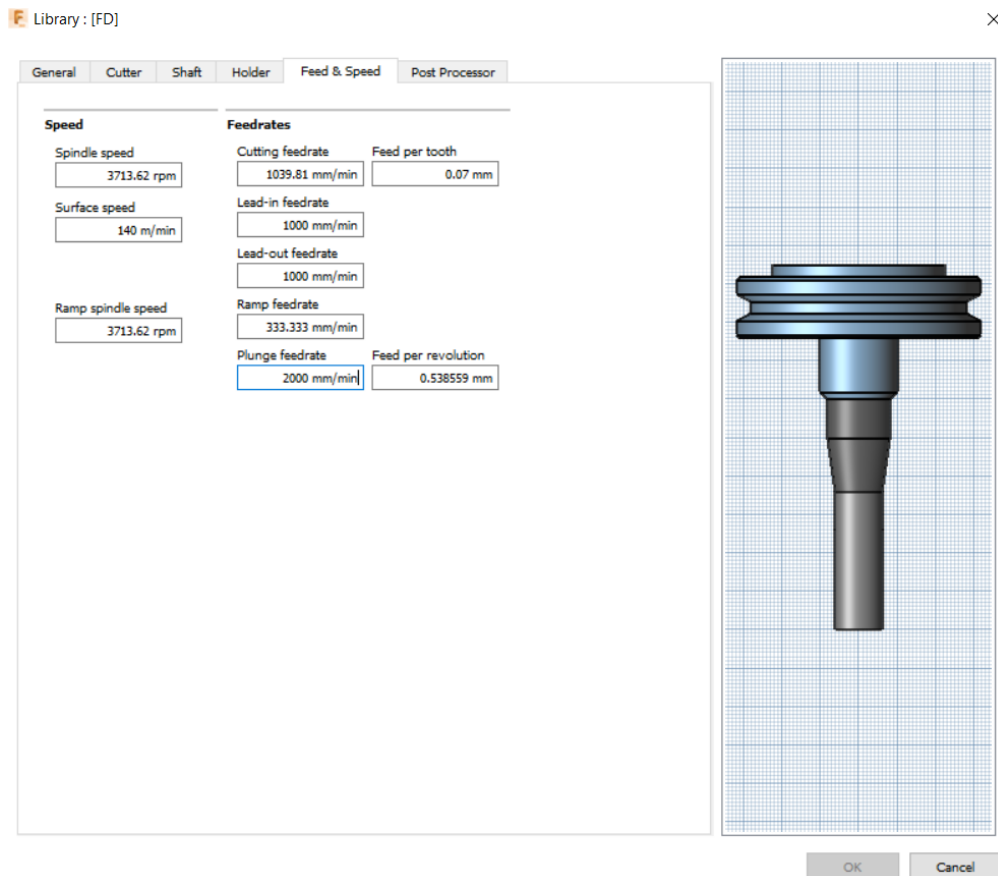 Library : [FD]
General Cutter Shaft Holder Feed & Speed Post Processor
Speed
Spindle speed
3713.62 rpm
Surface speed
140 m/min
Ramp spindle speed
3713.62 rpm
Feedrates
Cutting feedrate Feed per tooth
1039.81 mm/min 0.07 mm
Lead-in feedrate
1000 mm/min
Lead-out feedrate
1000 mm/min
Ramp feedrate
333.333 mm/min
Plunge feedrate Feed per revolution
2000 mm/min 0.538559 mm
OK Cancel